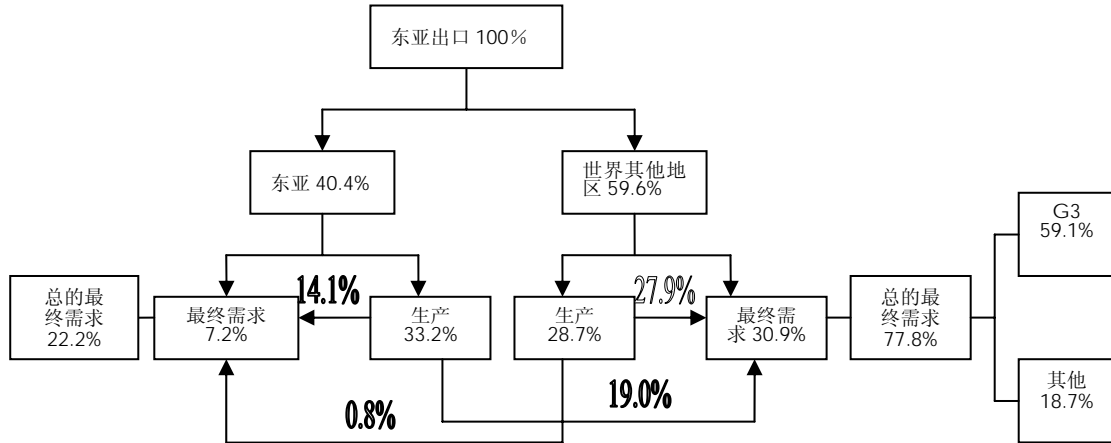 东亚出口 100%
东亚 40.4%
世界其他地
区 59.6%
G3
59.1%
14.1%
27.9%
总的最
终需求
22.2%
最终需求
7.2%
生产
33.2%
生产
28.7%
最终需
求 30.9%
总的最
终需求
77.8%
其他
18.7%
0.8%
19.0%